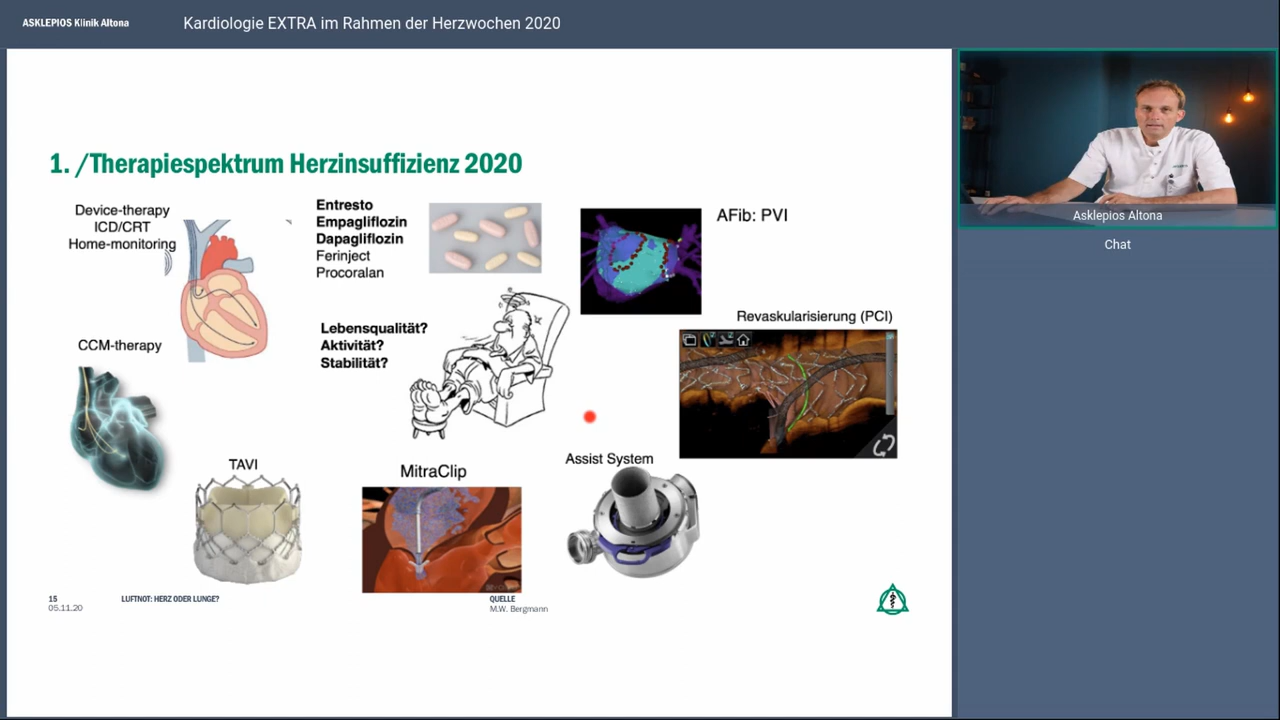 ASKLEPIOS Klinik Altona
Kardiologie EXTRA im Rahmen der Herzwochen 2020
1. /Therapiespektrum Herzinsuffizienz 2020
Device-therapy
ICD/CRT
Home-monitoring
Entresto
Empagliflozin
Dapagliflozin
Ferinject
Procoralan
AFib: PVI
Revaskularisierung (PCI)
Lebensqualität?
Aktivität?
Stabilität?
CCM-therapy
TAVI
MitraClip
Assist System
15
05.11.20
LUFTNOT: HERZ ODER LUNGE?
QUELLE
M.W. Bergmann
Asklepios Altona
Chat